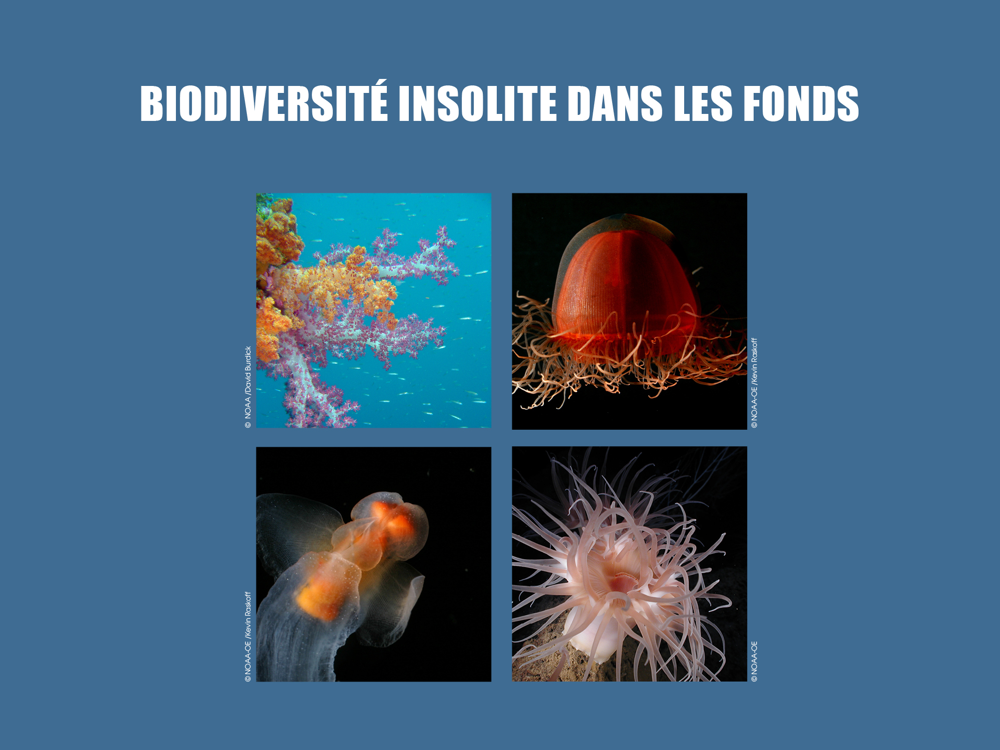 BIODIVERSITÉ INSOLITE DANS LES FONDS
© NOAA /David Burdick
© NOAA-OE /Kevin Raskoff
© NOAA-OE /Kevin Raskoff
© NOAA-OE